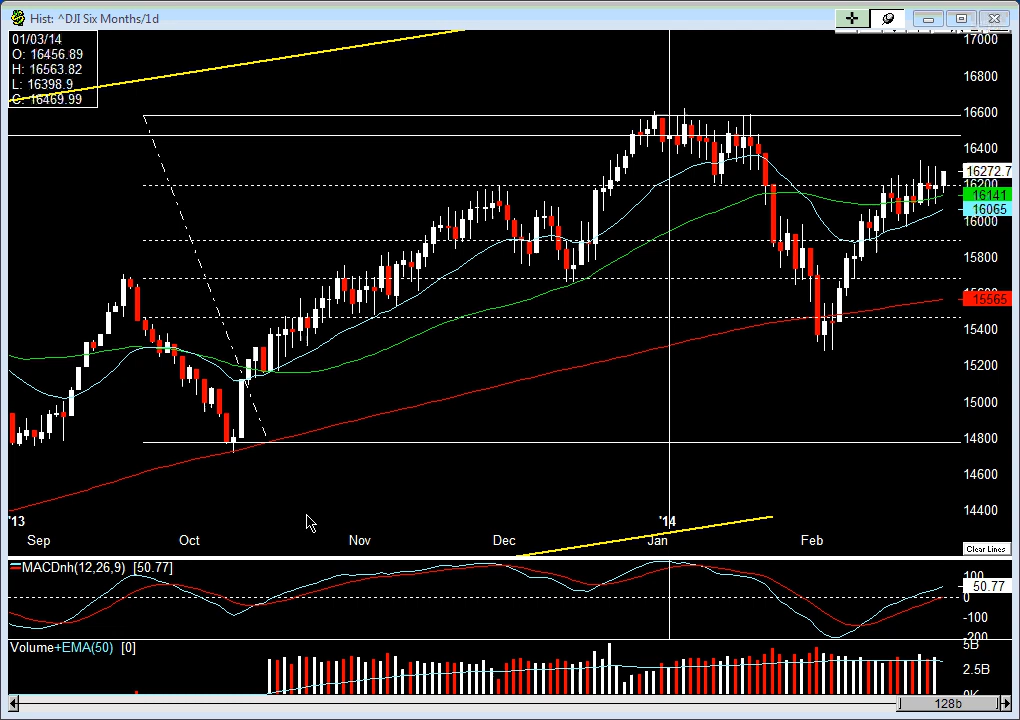 Hist: ^DJI Six Months/1d
01/03/14
O: 16456.89
H: 16563.82
L: 16398.9
C: 16469.99
17000
16800
16600
16400
16272.7
16200
16141
16065
16000
15800
15600
15565
15400
15200
15000
14800
14600
14400
'13
'14
Sep
Oct
Nov
Dec
Jan
Feb
Clear Lines
MACDnh(12,26,9) [50.77]
100
50.77
0
-100
-200
Volume+EMA(50) [0]
5B
2.5B
0K
128b